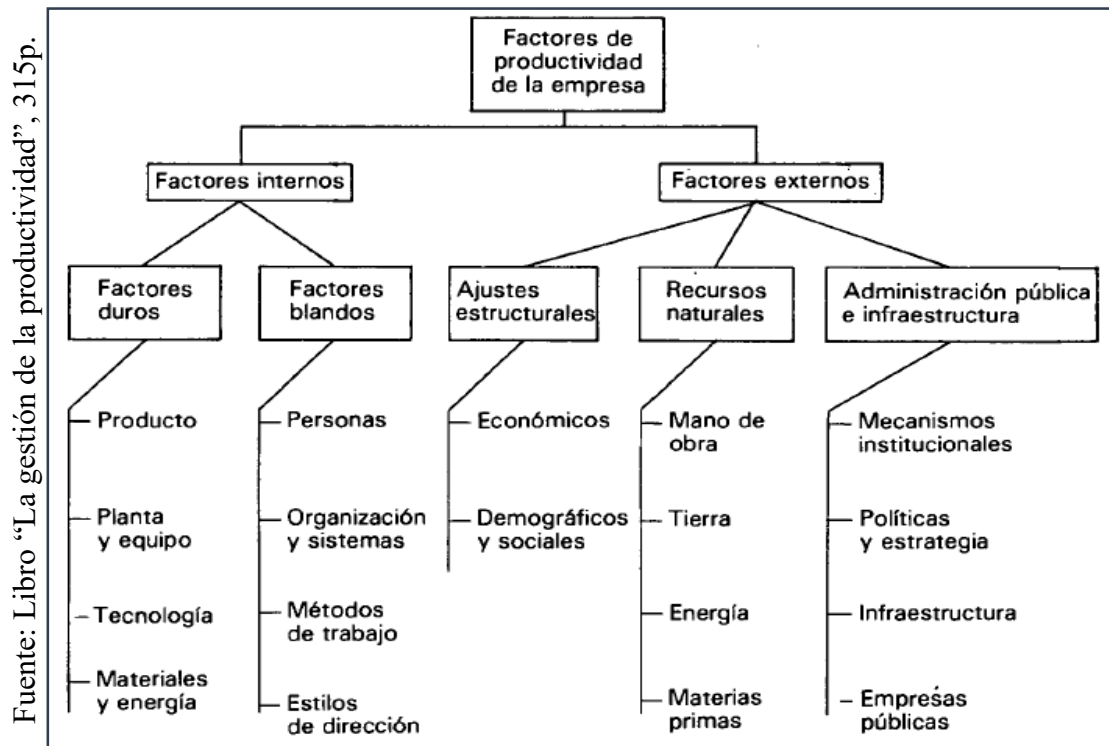 Fuente: Libro “La gestión de la productividad”, 315p.
Factores de
productividad
de la empresa
Factores internos
Factores externos
Factores
duros
Factores
blandos
Ajustes
estructurales
Recursos
naturales
Administración pública
e infraestructura
Producto
Planta
y equipo
Tecnología
Materiales
y energía
Personas
Organización
y sistemas
Métodos
de trabajo
Estilos
de dirección
Económicos
Demográficos
y sociales
Mano de
obra
Tierra
Energía
Materias
primas
Mecanismos
institucionales
Políticas
y estrategia
Infraestructura
Empresas
públicas